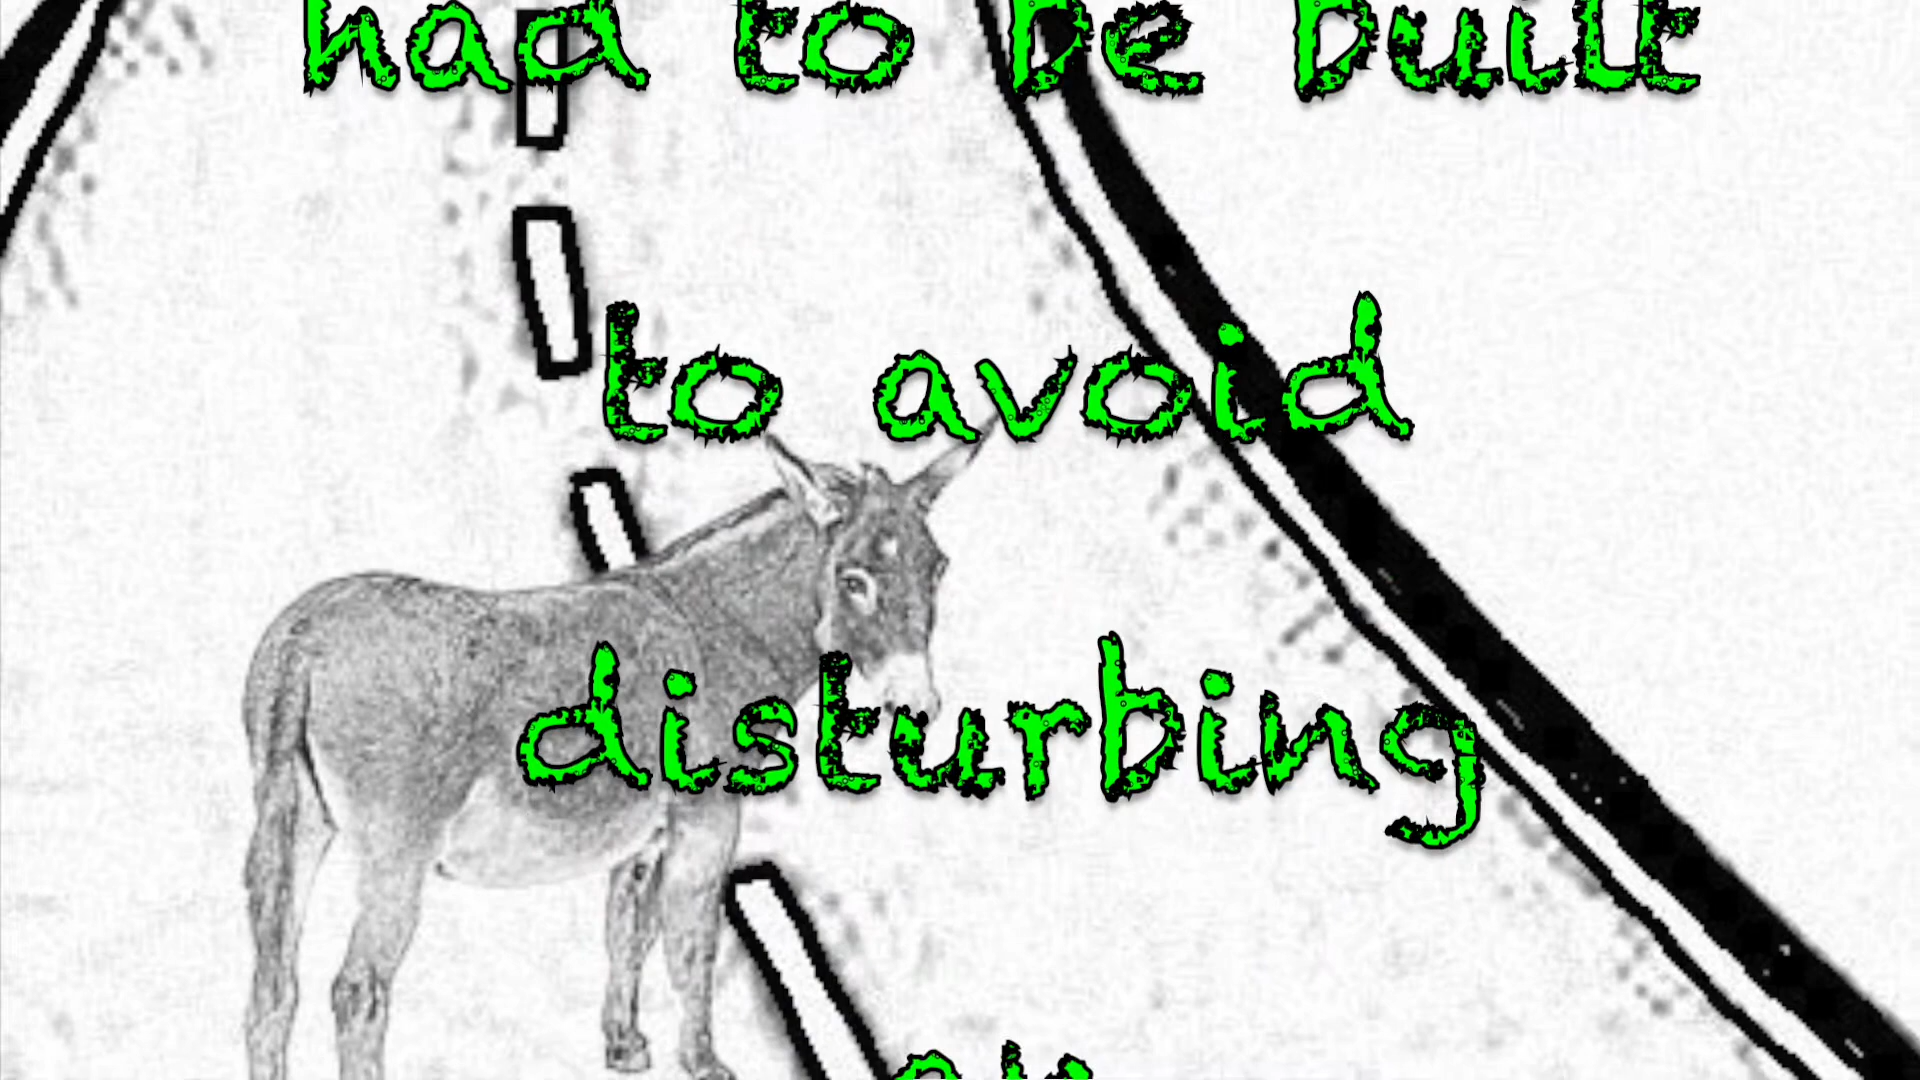 had to be built
to avoid
disturbing